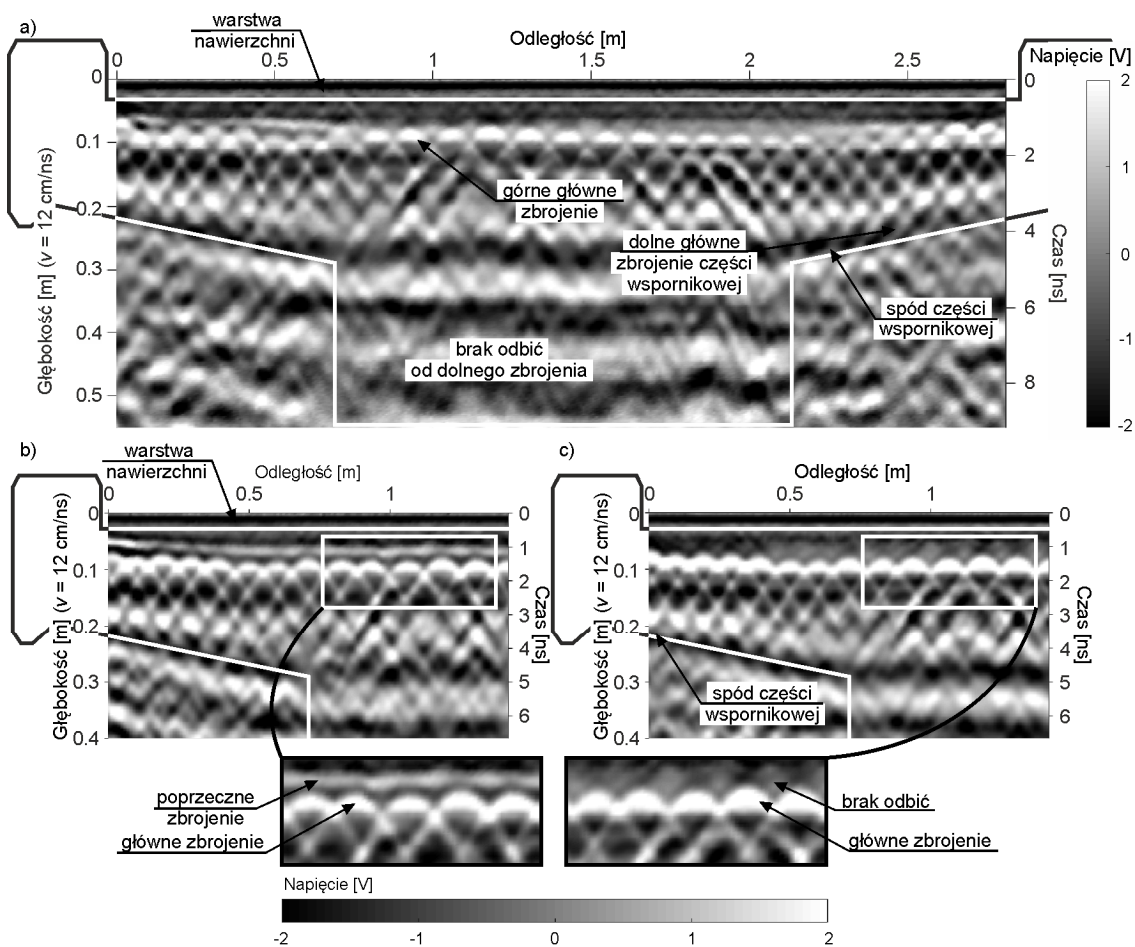 a)
warstwa
nawierzchni
Odległość [m]
0 0.5 1 1.5 2 2.5
Napięcie [V]
0
0.1
0.2
0.3
0.4
0.5
Głębokość [m] (v = 12 cm/ns)
0
2
4
6
8
Czas [ns]
2
1
0
-1
-2
górne główne
zbrojenie
dolne główne
zbrojenie części
wspornikowej
spód części
wspornikowej
brak odbić
od dolnego zbrojenia
b)
warstwa
nawierzchni
Odległość [m]
0 0.5 1
0
0.1
0.2
0.3
0.4
Głębokość [m] (v = 12 cm/ns)
0
1
2
3
4
5
6
Czas [ns]
c)
Odległość [m]
0 0.5 1
0
0.1
0.2
0.3
0.4
Głębokość [m] (v = 12 cm/ns)
0
1
2
3
4
5
6
Czas [ns]
spód części
wspornikowej
poprzeczne
zbrojenie
główne zbrojenie
brak odbić
główne zbrojenie
Napięcie [V]
-2 -1 0 1 2